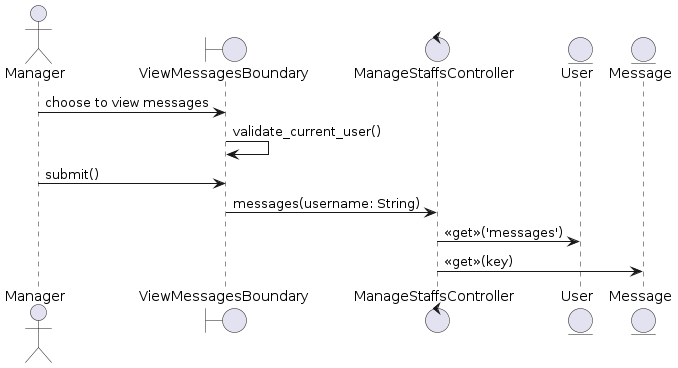 Manager
ViewMessagesBoundary
ManageStaffsController
User
Message
choose to view messages
validate_current_user()
submit()
messages(username: String)
«get»('messages')
«get»(key)
Manager
ViewMessagesBoundary
ManageStaffsController
User
Message